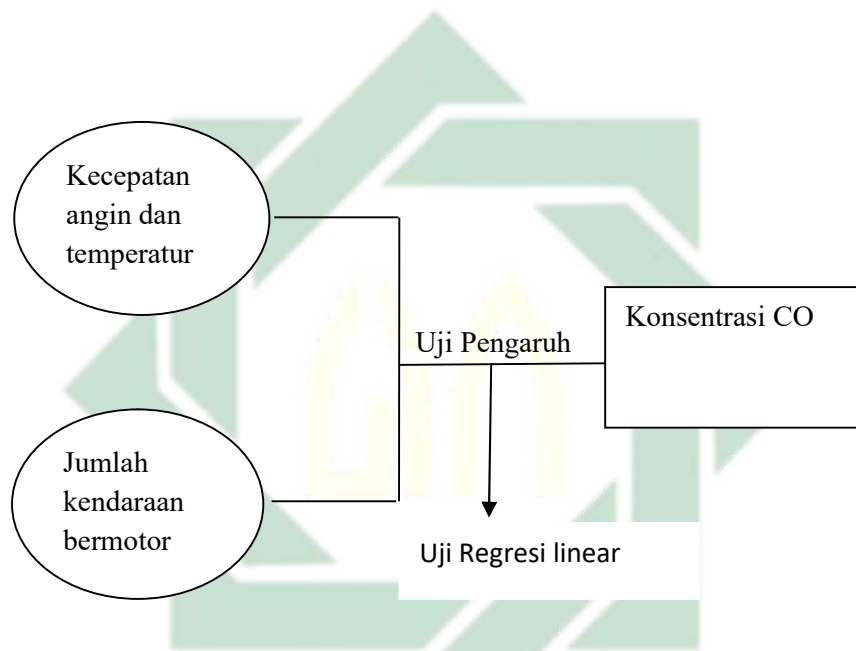 Kecepatan
angin dan
temperatur
Uji Pengaruh
Konsentrasi CO
Jumlah
kendaraan
bermotor
Uji Regresi linear